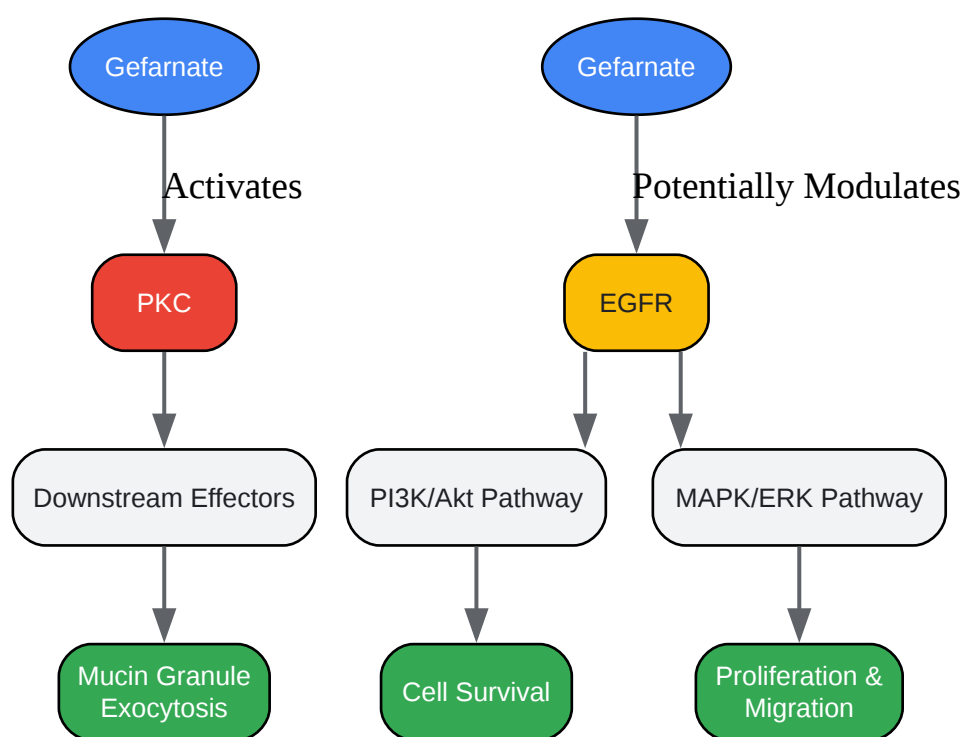 Gefarnate
Gefarnate
Activates
Potentially Modulates
PKC
EGFR
Downstream Effectors
PI3K/Akt Pathway
MAPK/ERK Pathway
Mucin Granule
Exocytosis
Cell Survival
Proliferation &
Migration